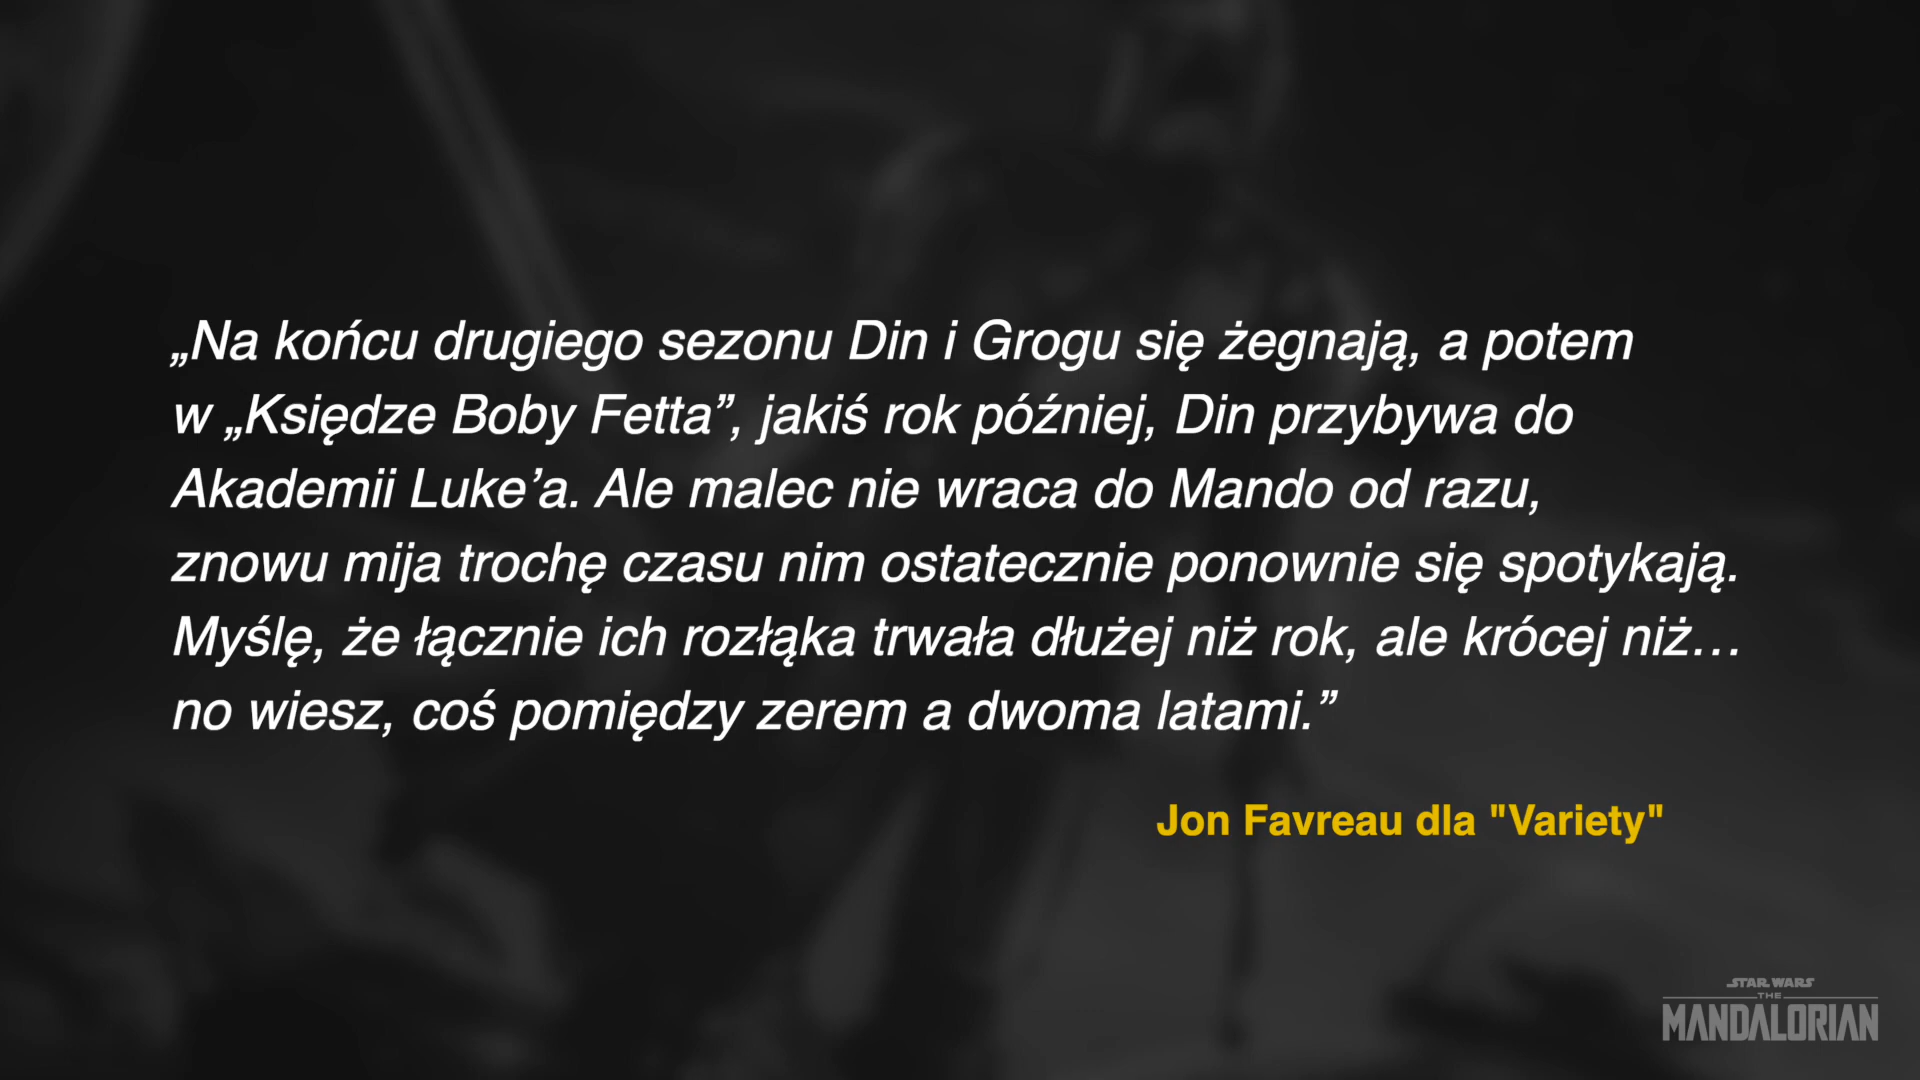 „Na końcu drugiego sezonu Din i Grogu się żegnają, a potem
w „Księdze Boby Fetta”, jakiś rok później, Din przybywa do
Akademii Luke’a. Ale malec nie wraca do Mando od razu,
znowu mija trochę czasu nim ostatecznie ponownie się spotykają.
Myślę, że łącznie ich rozłąka trwała dłużej niż rok, ale krócej niż…
no wiesz, coś pomiędzy zerem a dwoma latami.”
Jon Favreau dla "Variety"
STAR WARS
THE
MANDALORIAN